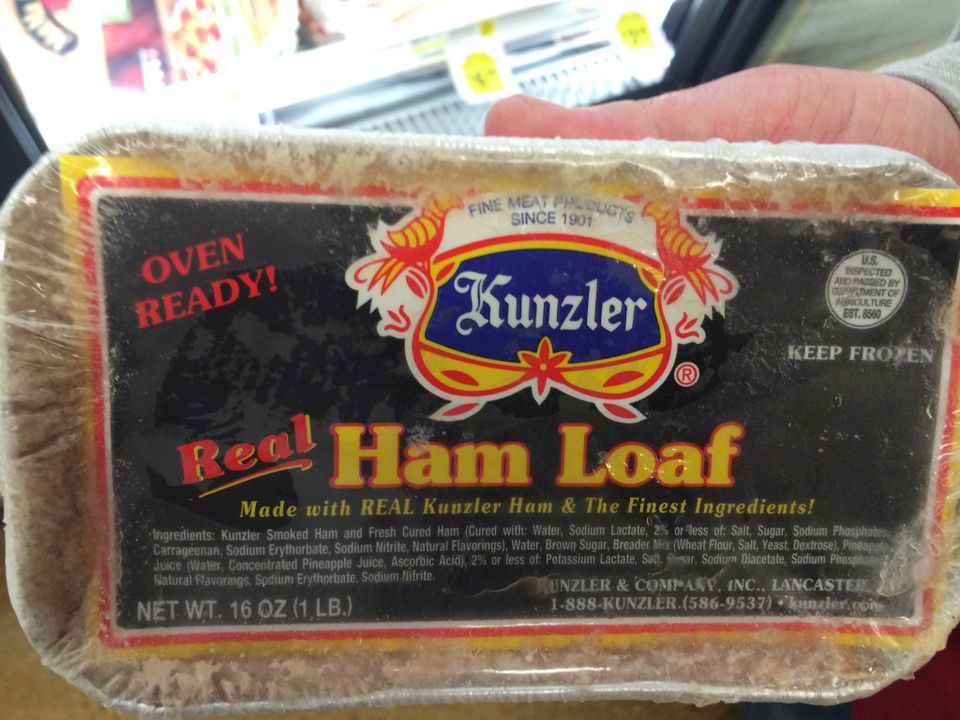 FINE MEAT PRODUCTS
SINCE 1901
OVEN
READY!
Kunzler
®
U.S.
INSPECTED
AND PASSED BY
DEPARTMENT OF
AGRICULTURE
EST. 8560
KEEP FROZEN
Real Ham Loaf
Made with REAL Kunzler Ham & The Finest Ingredients!
Ingredients: Kunzler Smoked Ham and Fresh Cured Ham (Cured with: Water, Sodium Lactate, 2% or less of: Salt, Sugar, Sodium Phosphates
Carrageenan, Sodium Erythorbate, Sodium Nitrite, Natural Flavorings), Water, Brown Sugar, Breader Mix (Wheat Flour, Salt, Yeast, Dextrose), Pineapple
Juice (Water, Concentrated Pineapple Juice, Ascorbic Acid), 2% or less of: Potassium Lactate, Salt, Sugar, Sodium Diacetate, Sodium Phosphate
Natural Flavorings, Sodium Erythorbate, Sodium Nitrite.
KUNZLER & COMPANY, INC., LANCASTER
NET WT. 16 OZ (1 LB.)
1-888-KUNZLER (586-9537) • kunzler.com